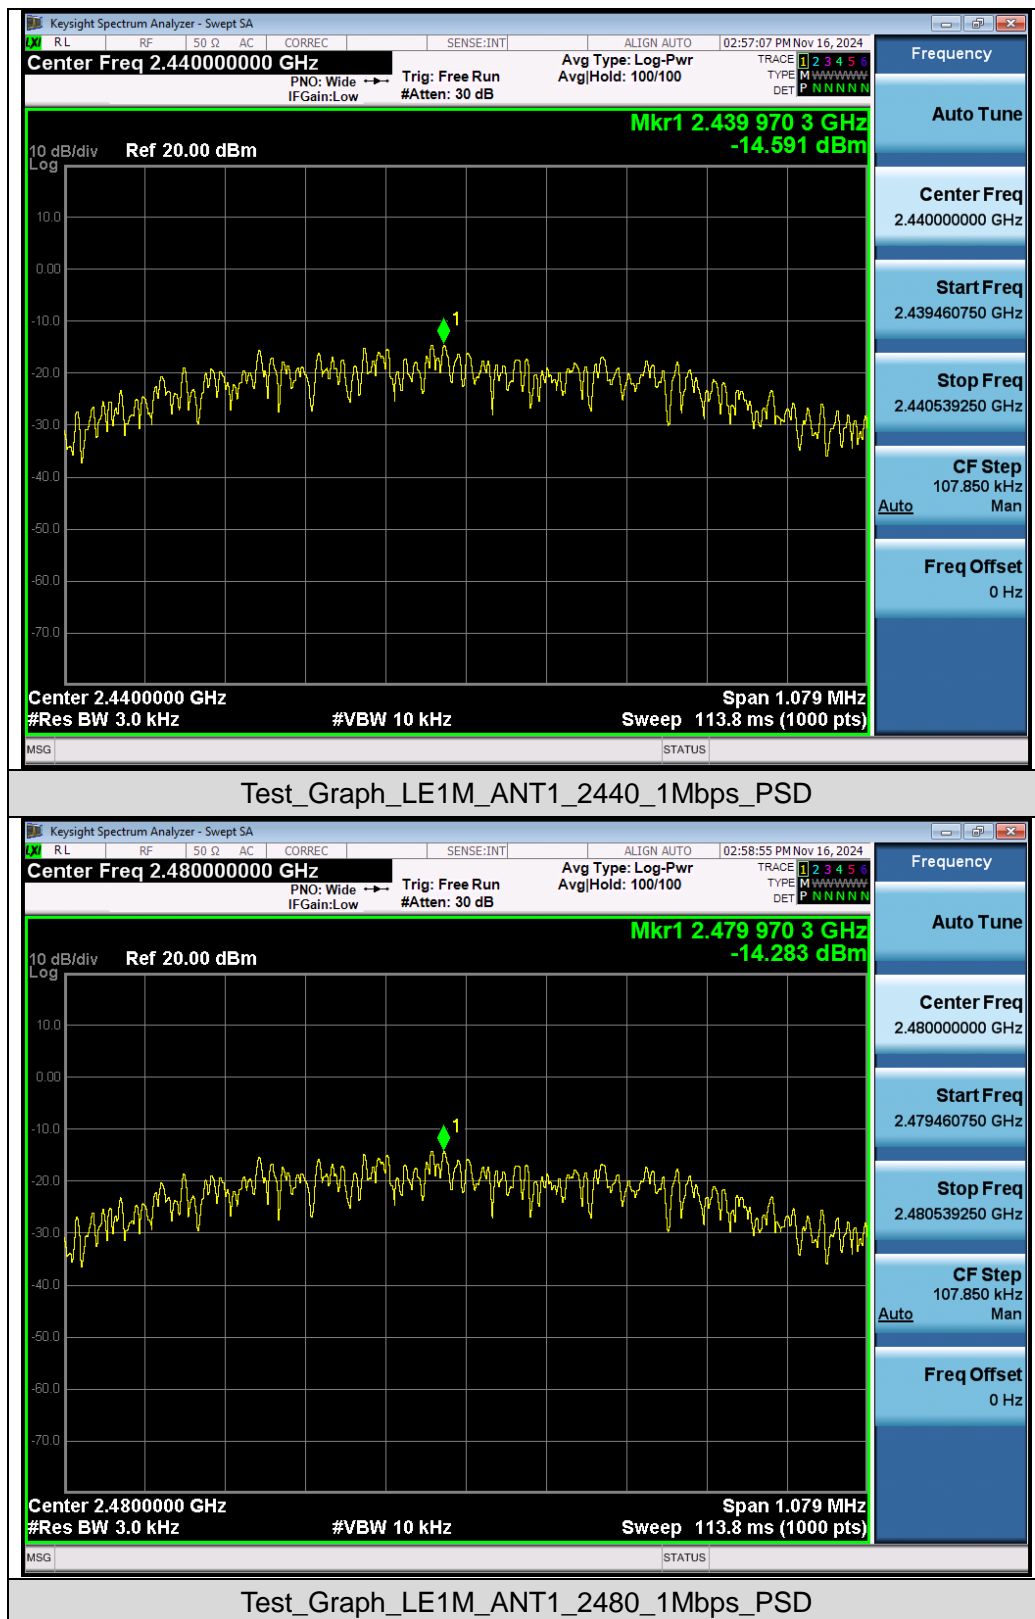 Keysight Spectrum Analyzer - Swept SA
LXI RL RF 50 Ω AC CORREC SENSE:INT ALIGN AUTO 02:57:07 PM Nov 16, 2024
Center Freq 2.440000000 GHz
PNO: Wide
IFGain:Low
Trig: Free Run
#Atten: 30 dB
Avg Type: Log-Pwr
Avg|Hold: 100/100
TRACE 1 2 3 4 5 6
TYPE M WWWWW
DET P N N N N N
Mkr1 2.439 970 3 GHz
-14.591 dBm
10 dB/div Ref 20.00 dBm
Log
10.0
0.00
-10.0
1
-20.0
-30.0
-40.0
-50.0
-60.0
-70.0
Center 2.4400000 GHz Span 1.079 MHz
#Res BW 3.0 kHz #VBW 10 kHz Sweep 113.8 ms (1000 pts)
MSG STATUS
Frequency
Auto Tune
Center Freq
2.440000000 GHz
Start Freq
2.439460750 GHz
Stop Freq
2.440539250 GHz
CF Step
107.850 kHz
Auto Man
Freq Offset
0 Hz
Test_Graph_LE1M_ANT1_2440_1Mbps_PSD
Keysight Spectrum Analyzer - Swept SA
LXI RL RF 50 Ω AC CORREC SENSE:INT ALIGN AUTO 02:58:55 PM Nov 16, 2024
Center Freq 2.480000000 GHz
PNO: Wide
IFGain:Low
Trig: Free Run
#Atten: 30 dB
Avg Type: Log-Pwr
Avg|Hold: 100/100
TRACE 1 2 3 4 5 6
TYPE M WWWWW
DET P N N N N N
Mkr1 2.479 970 3 GHz
-14.283 dBm
10 dB/div Ref 20.00 dBm
Log
10.0
0.00
-10.0
1
-20.0
-30.0
-40.0
-50.0
-60.0
-70.0
Center 2.4800000 GHz Span 1.079 MHz
#Res BW 3.0 kHz #VBW 10 kHz Sweep 113.8 ms (1000 pts)
MSG STATUS
Frequency
Auto Tune
Center Freq
2.480000000 GHz
Start Freq
2.479460750 GHz
Stop Freq
2.480539250 GHz
CF Step
107.850 kHz
Auto Man
Freq Offset
0 Hz
Test_Graph_LE1M_ANT1_2480_1Mbps_PSD